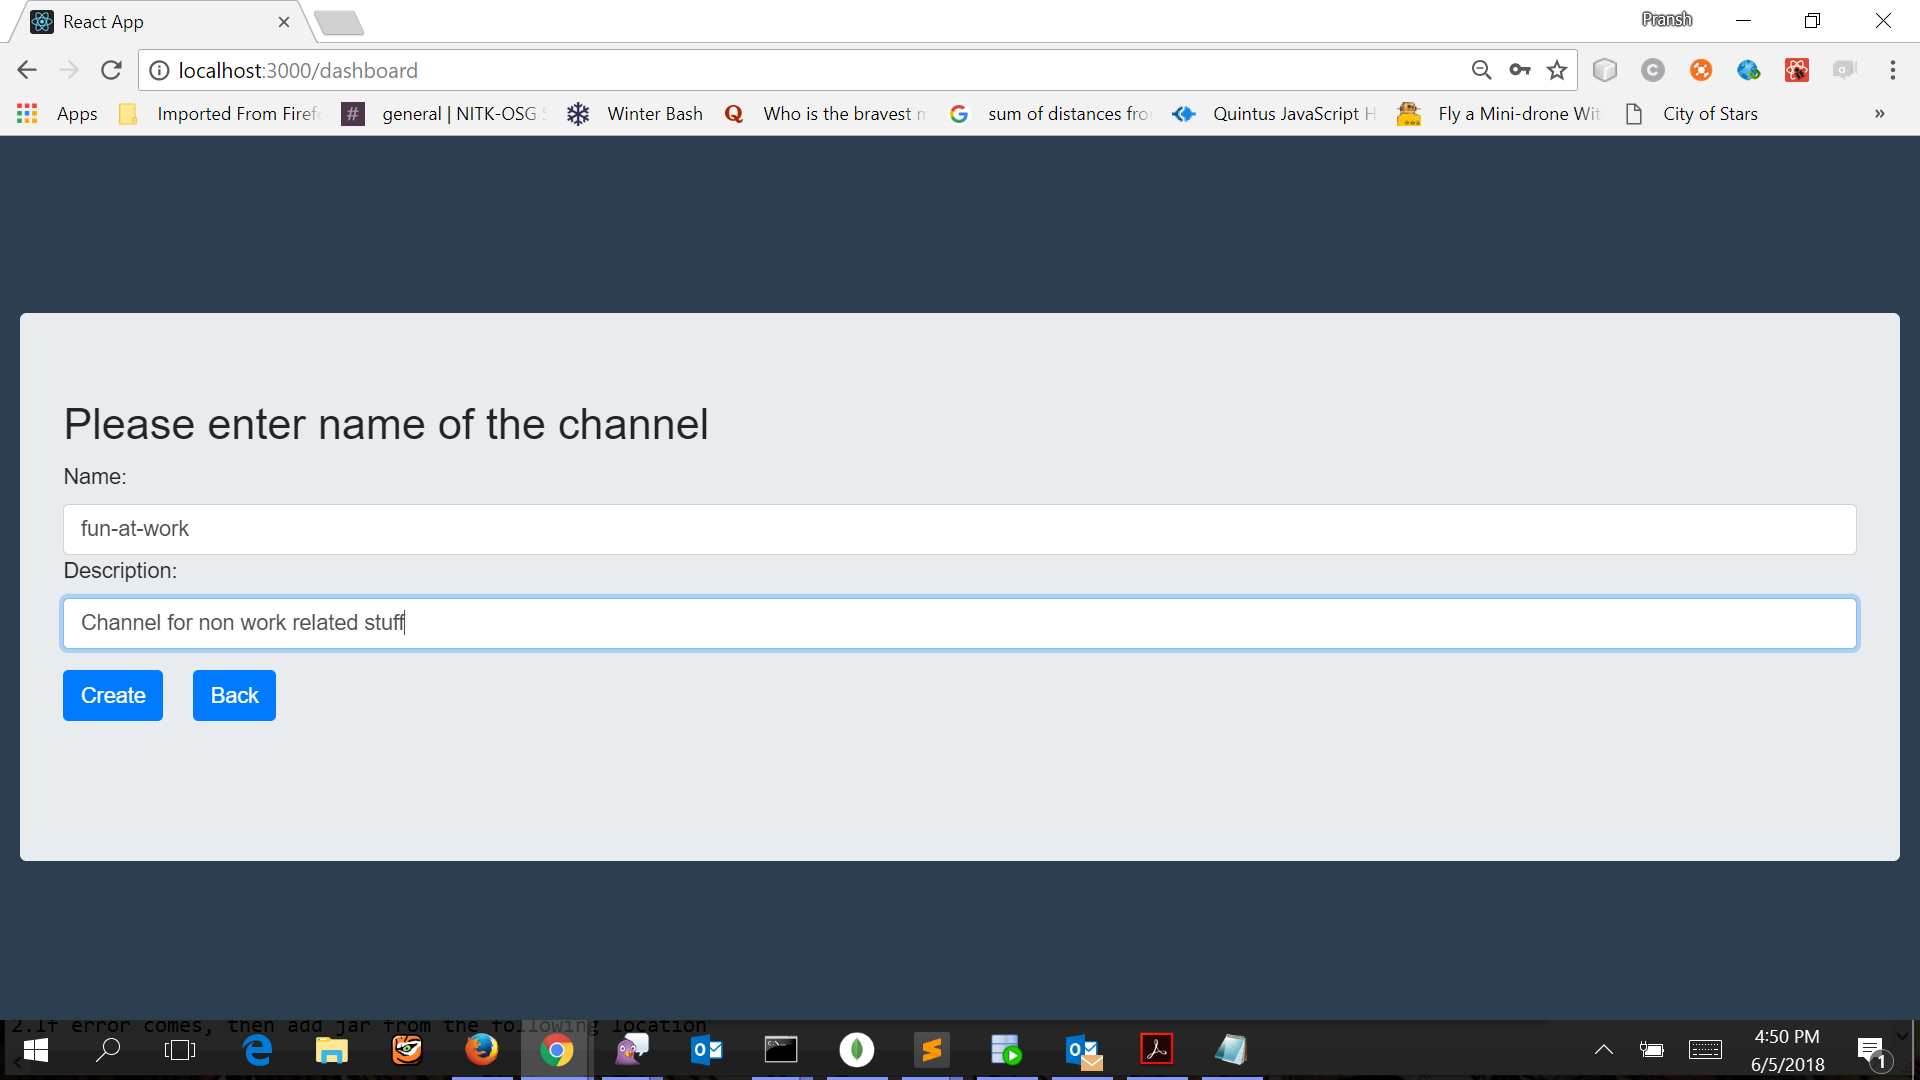 React App
Pransh
localhost:3000/dashboard
Apps Imported From Firef general | NITK-OSG S Winter Bash Who is the bravest m sum of distances fro Quintus JavaScript H Fly a Mini-drone Wit City of Stars »
Please enter name of the channel
Name:
fun-at-work
Description:
Channel for non work related stuff
Create Back
2.If error comes, then add jar from the following location
4:50 PM
6/5/2018
1